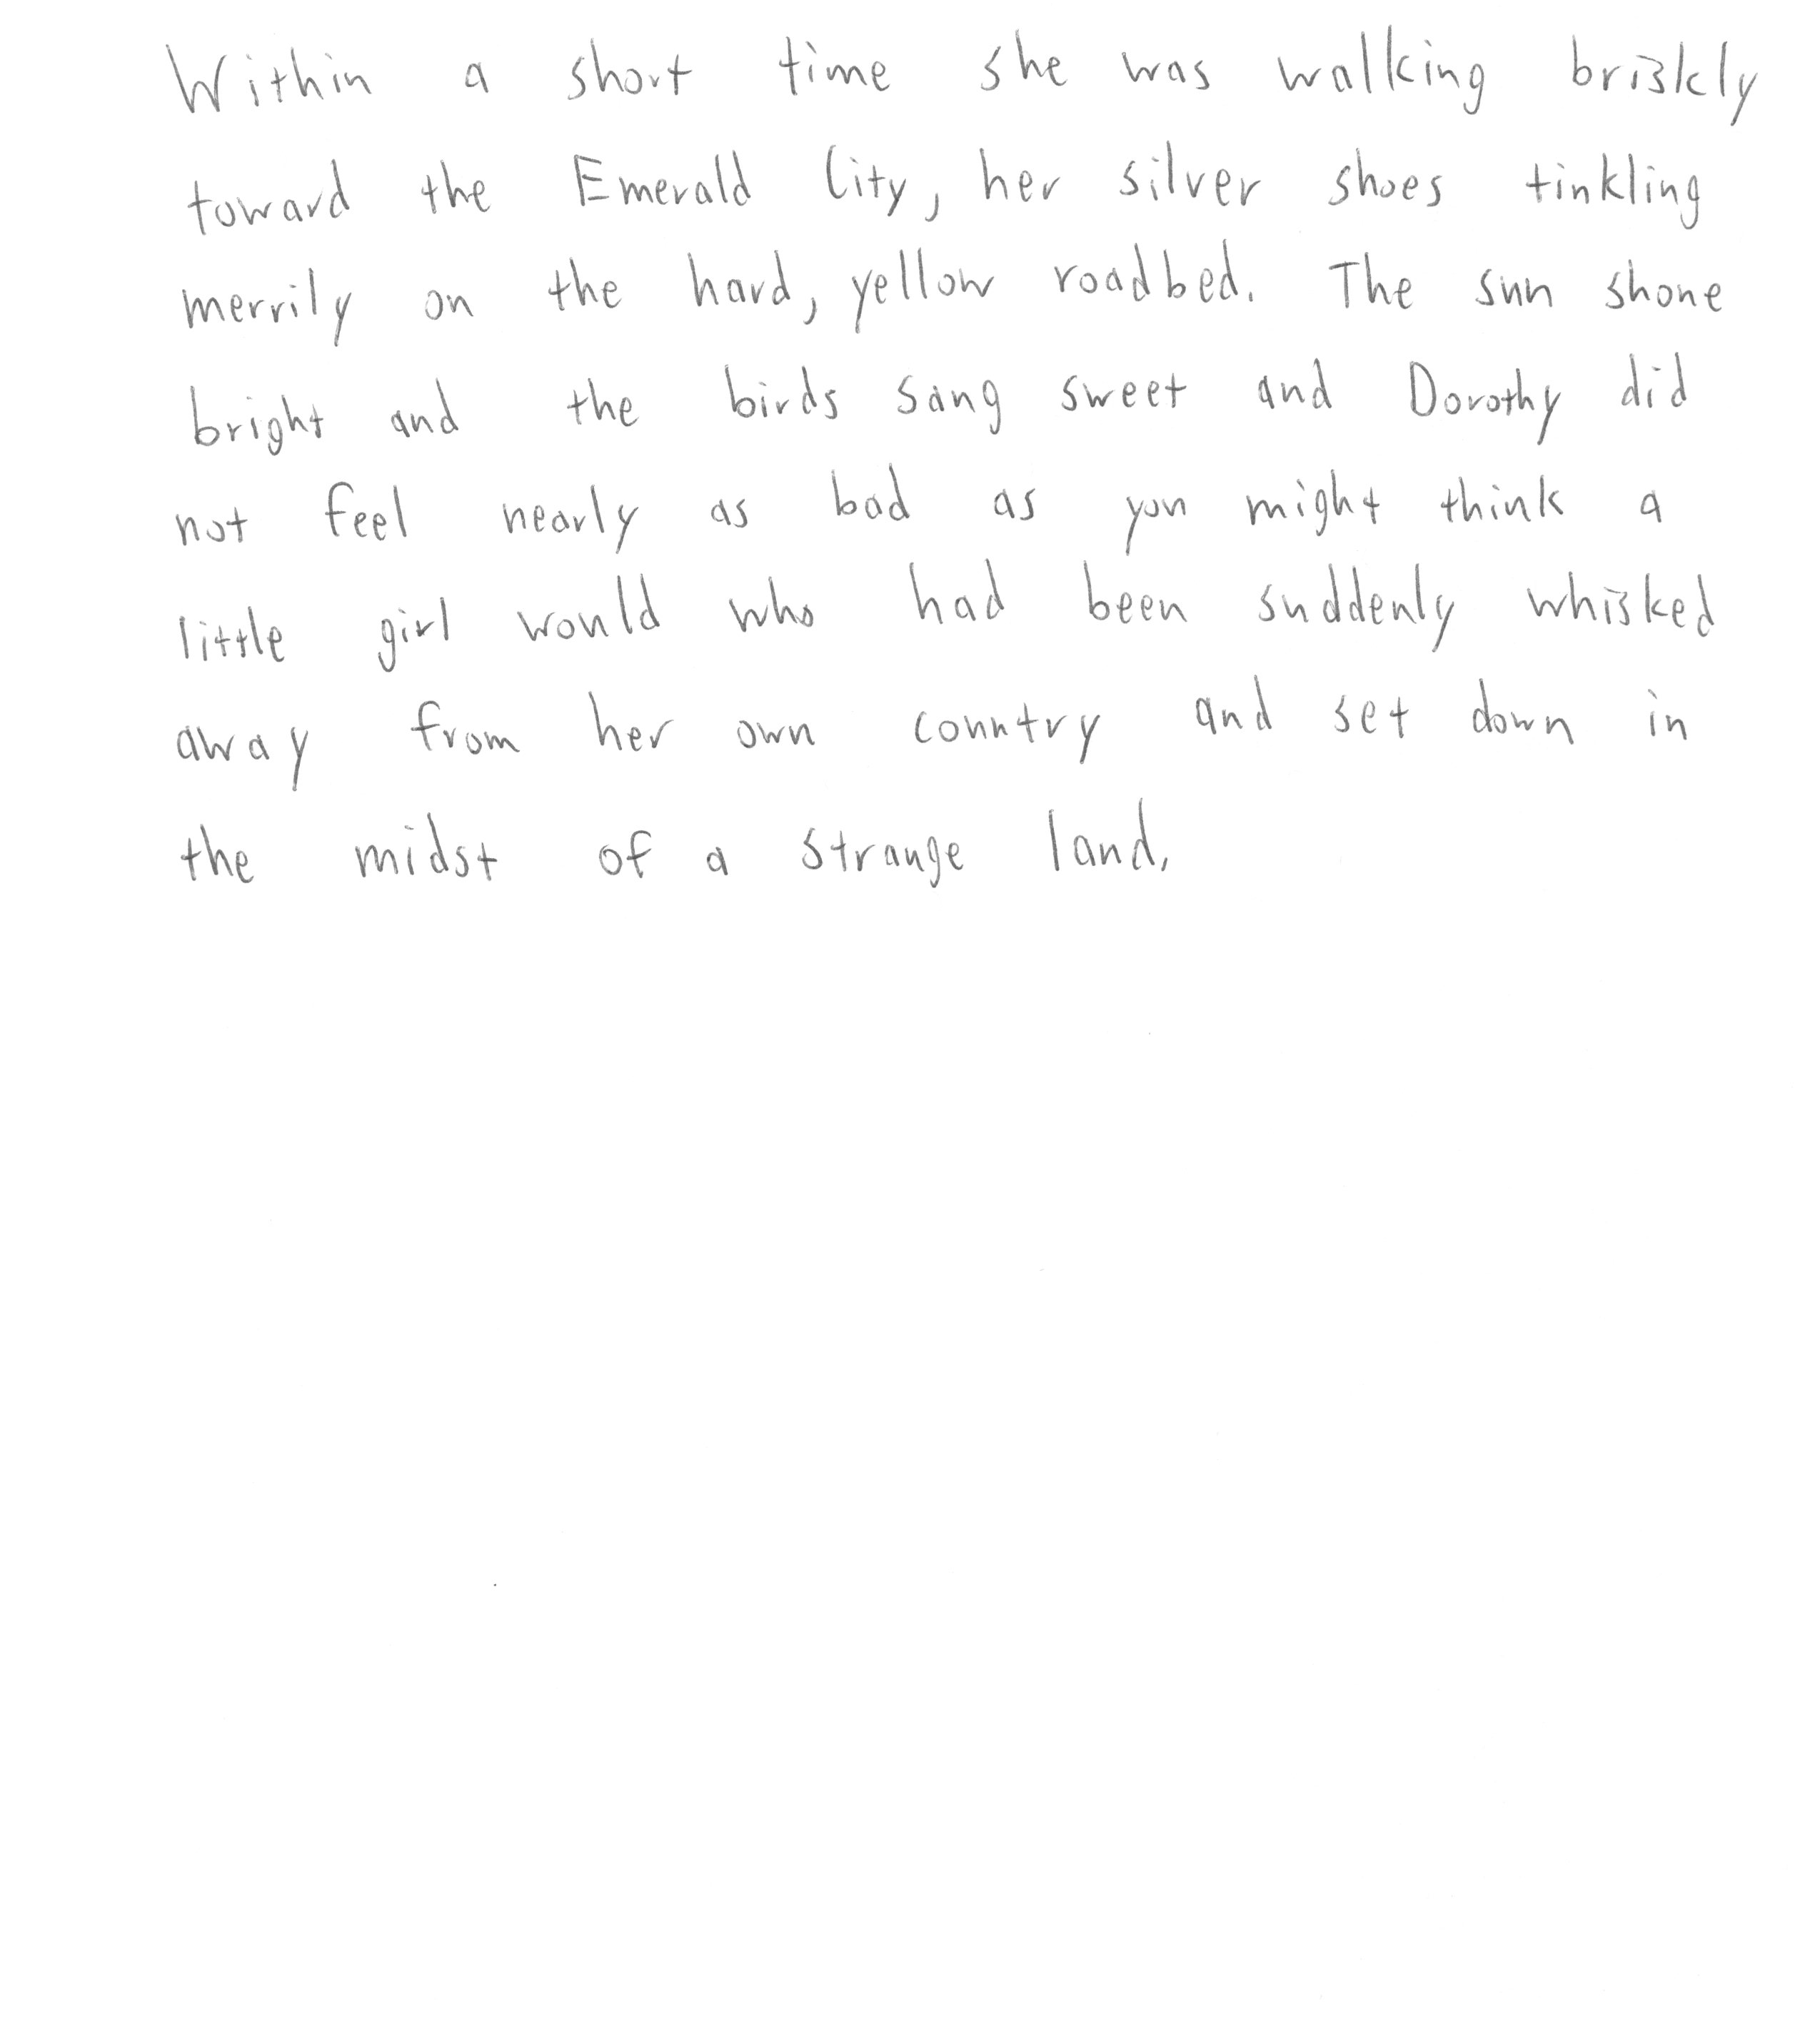 Within a short time she was walking briskly
toward the Emerald City, her silver shoes tinkling
merrily on the hard, yellow roadbed. The sun shone
bright and the birds sang sweet and Dorothy did
not feel nearly as bad as you might think a
little girl would who had been suddenly whisked
away from her own country and set down in
the midst of a strange land.